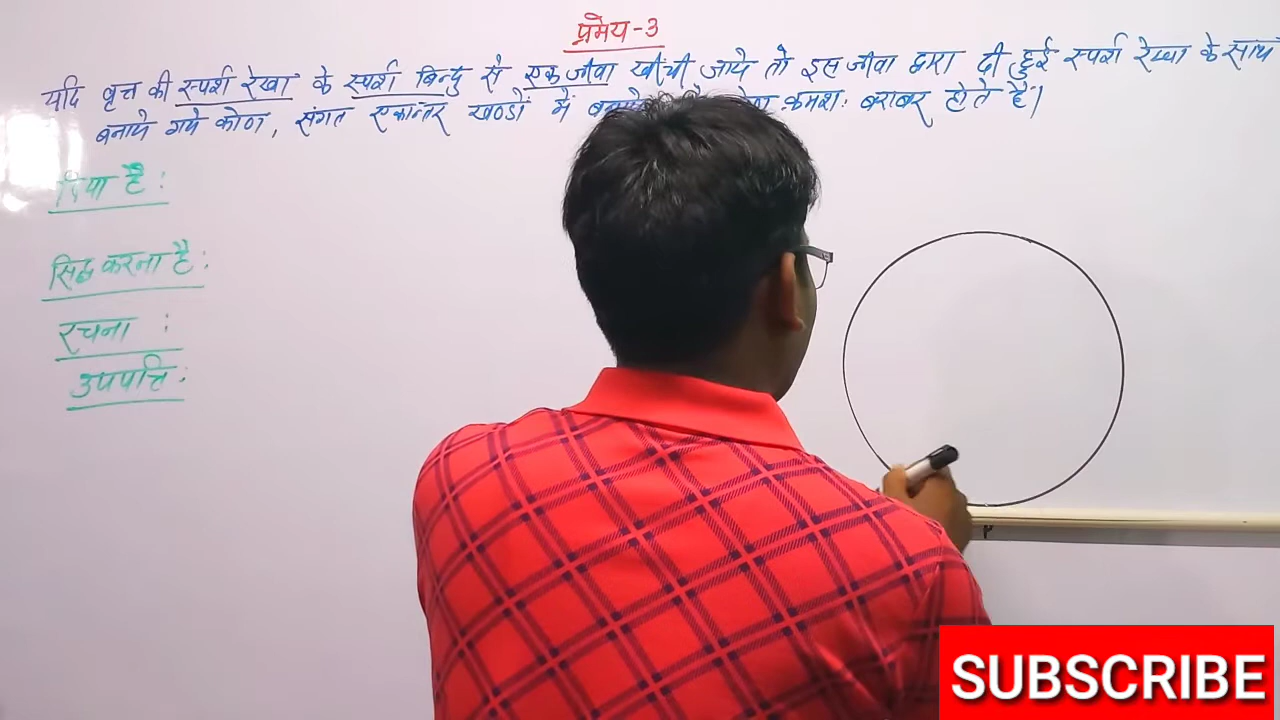 प्रमेय-3
यदि वृत्त की स्पर्श रेखा के स्पर्श बिन्दु से एक जीवा खींची जाये तो इस जीवा द्वारा दी हुई स्पर्श रेखा के साथ
बनाये गये कोण, संगत एकान्तर खण्डों में क्रमशः बराबर होते हैं।
दिया है :
सिद्ध करना है :
रचना :
उपपत्ति :
SUBSCRIBE